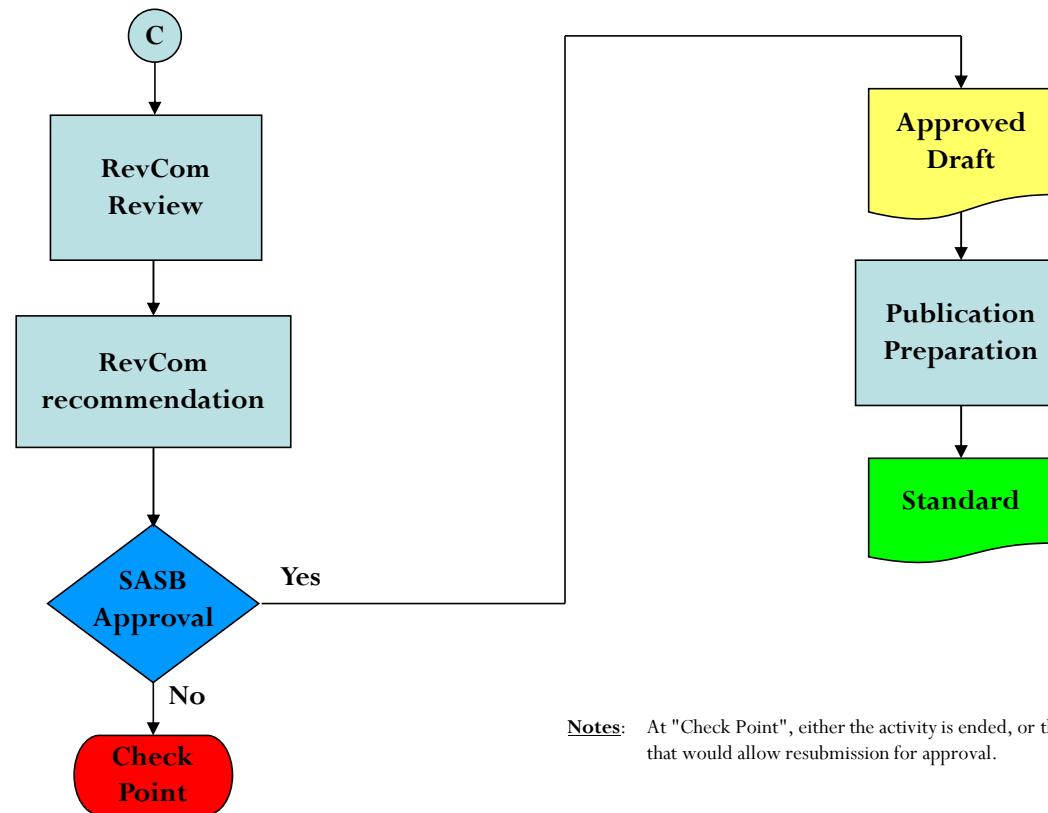 C
RevCom
Review
RevCom
recommendation
SASB
Approval
Yes
No
Check
Point
Approved
Draft
Publication
Preparation
Standard
Notes: At "Check Point", either the activity is ended, or
that would allow resubmission for approval.